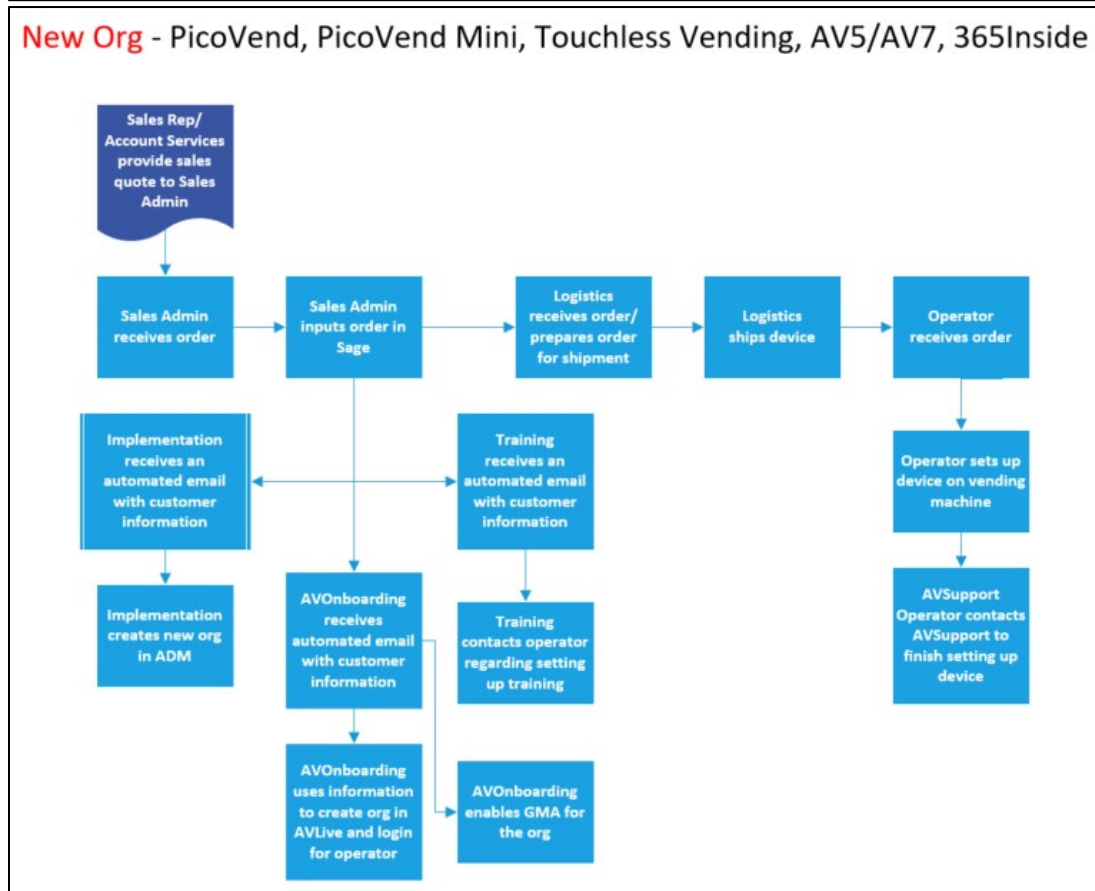 New Org - PicoVend, PicoVend Mini, Touchless Vending, AV5/AV7, 365Inside
Sales Rep/
Account Services
provide sales
quote to Sales
Admin
Sales Admin
receives order
Sales Admin
inputs order in
Sage
Logistics
receives order/
prepares order
for shipment
Logistics
ships device
Operator
receives order
Implementation
receives an
automated email
with customer
information
Training
receives an
automated email
with customer
information
Operator sets up
device on vending
machine
Implementation
creates new org
in ADM
AVOnboarding
receives
automated email
with customer
information
Training
contacts operator
regarding setting
up training
AVSupport
Operator contacts
AVSupport to
finish setting up
device
AVOnboarding
uses information
to create org in
AVLive and login
for operator
AVOnboarding
enables GMA for
the org